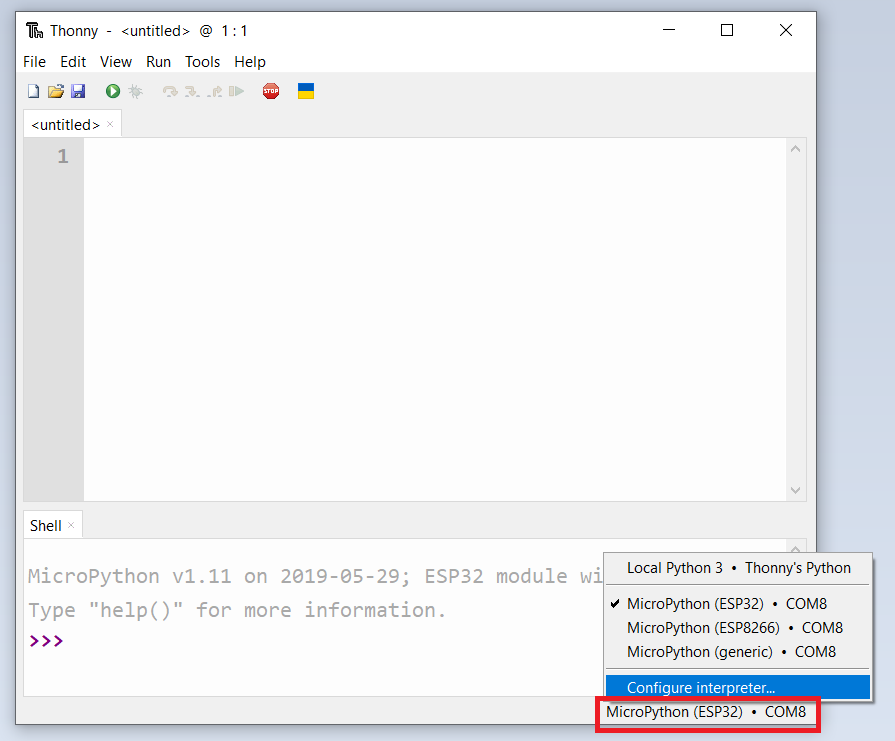 Thonny - <untitled> @ 1 : 1
File Edit View Run Tools Help
STOP
<untitled> ×
1
Shell ×
MicroPython v1.11 on 2019-05-29; ESP32 module wi
Type "help()" for more information.
>>>
Local Python 3 • Thonny's Python
✓ MicroPython (ESP32) • COM8
MicroPython (ESP8266) • COM8
MicroPython (generic) • COM8
Configure interpreter...
MicroPython (ESP32) • COM8